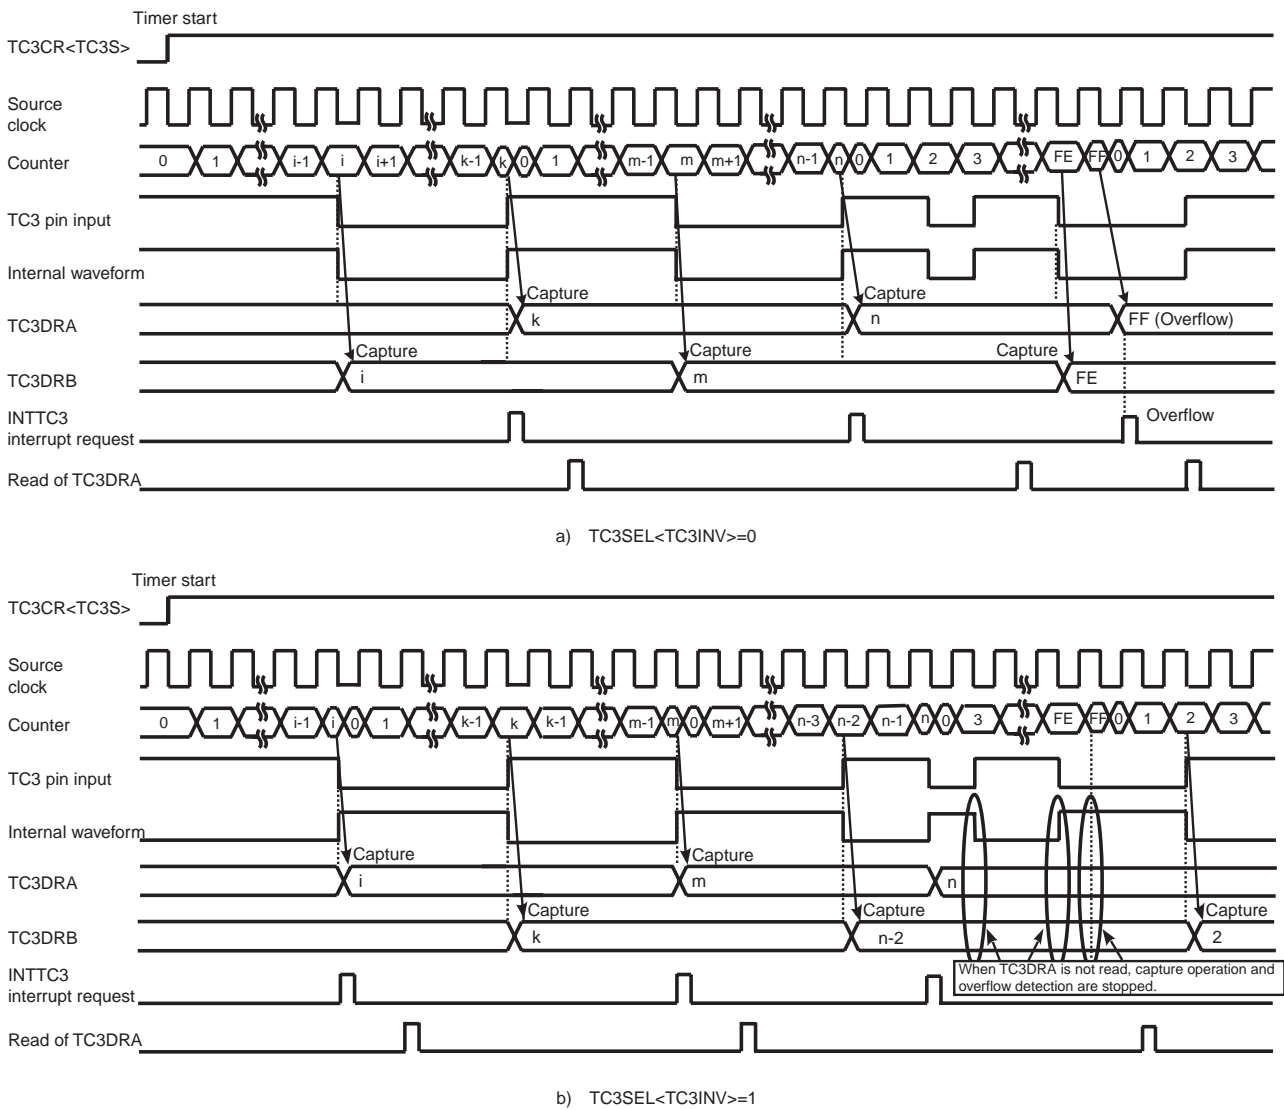 Timer start
TC3CR<TC3S>
Source
clock
Counter 0 1 i-1 i i+1 k-1 k 0 1 m-1 m m+1 n-1 n 0 1 2 3 FE FF 0 1 2 3
TC3 pin input
Internal waveform
Capture Capture
TC3DRA k n FF (Overflow)
Capture Capture Capture
TC3DRB i m FE
INTTC3
interrupt request Overflow
Read of TC3DRA
a) TC3SEL<TC3INV>=0
Timer start
TC3CR<TC3S>
Source
clock
Counter 0 1 i-1 i 0 1 k-1 k k-1 m-1 m 0 m+1 n-3 n-2 n-1 n 0 3 FE FF 0 1 2 3
TC3 pin input
Internal waveform
Capture Capture
TC3DRA i m n
Capture Capture Capture
TC3DRB k n-2 2
INTTC3
interrupt request
When TC3DRA is not read, capture operation and
overflow detection are stopped.
Read of TC3DRA
b) TC3SEL<TC3INV>=1